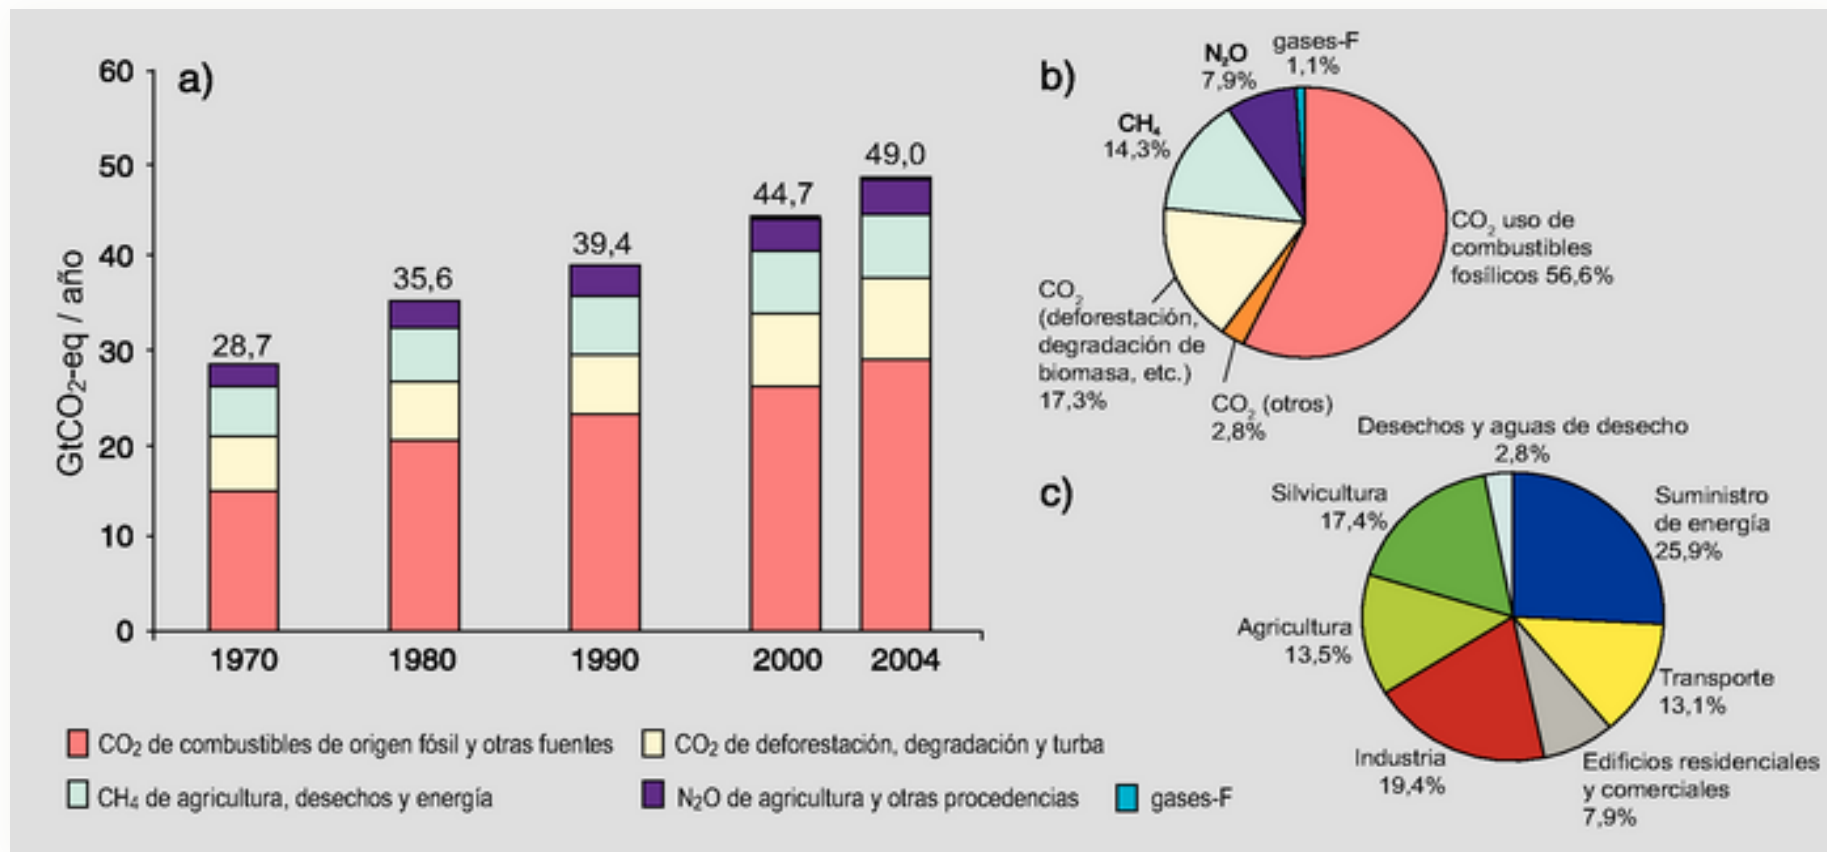 a)
60
50
40
30
20
10
0
GtCO₂-eq / año
28,7
35,6
39,4
44,7
49,0
1970
1980
1990
2000
2004
CO₂ de combustibles de origen fósil y otras fuentes
CO₂ de deforestación, degradación y turba
CH₄ de agricultura, desechos y energía
N₂O de agricultura y otras procedencias
gases-F
b)
gases-F
1,1%
N₂O
7,9%
CH₄
14,3%
CO₂ uso de
combustibles
fosílicos 56,6%
CO₂
(deforestación,
degradación de
biomasa, etc.)
17,3%
CO₂ (otros)
2,8%
c)
Desechos y aguas de desecho
2,8%
Silvicultura
17,4%
Suministro
de energía
25,9%
Agricultura
13,5%
Transporte
13,1%
Industria
19,4%
Edificios residenciales
y comerciales
7,9%